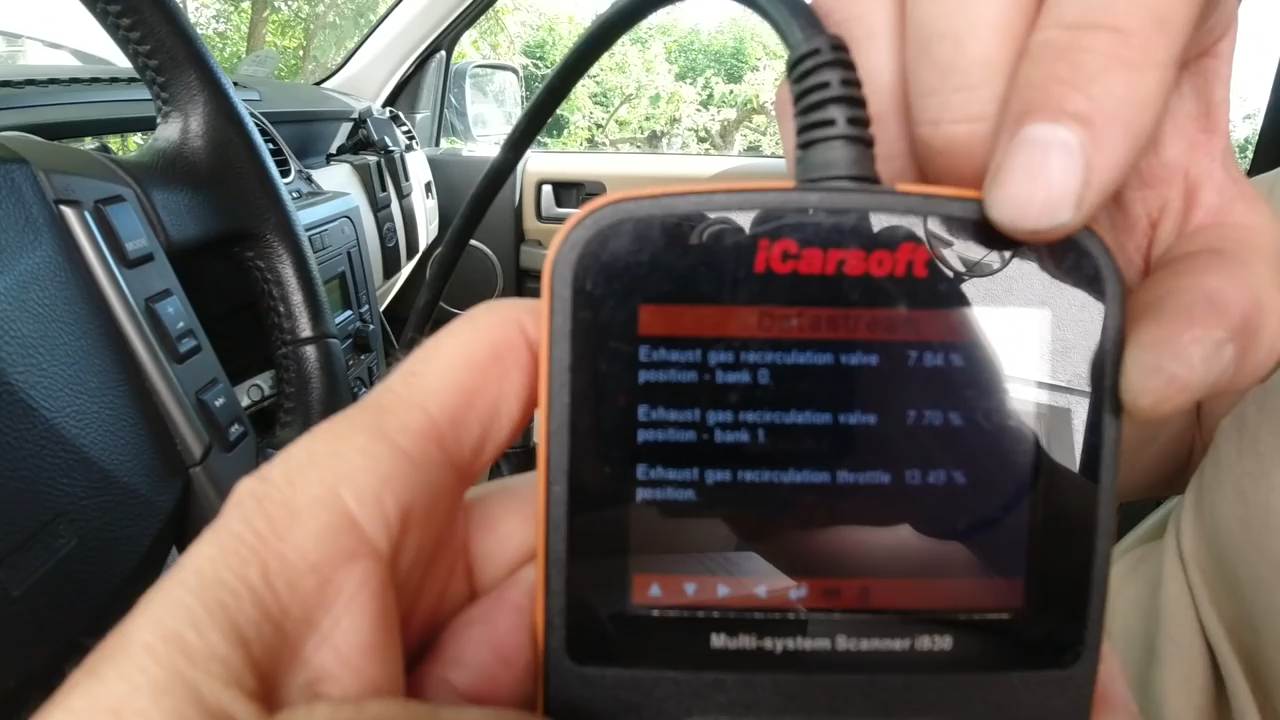 iCarsoft
Datastream
Exhaust gas recirculation valve 7.84 %
position - bank 0.
Exhaust gas recirculation valve 7.70 %
position - bank 1.
Exhaust gas recirculation throttle 13.49 %
position.
Multi-system Scanner i930